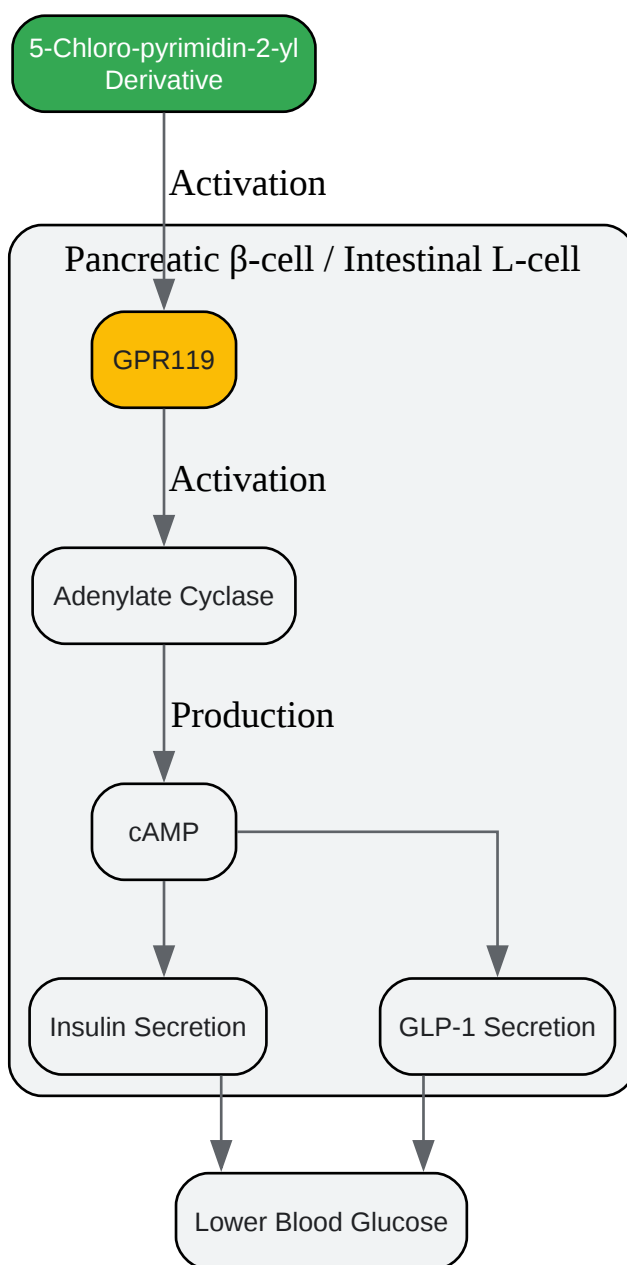 5-Chloro-pyrimidin-2-yl
Derivative
Activation
Pancreatic β-cell / Intestinal L-cell
GPR119
Activation
Adenylate Cyclase
Production
cAMP
Insulin Secretion
GLP-1 Secretion
Lower Blood Glucose